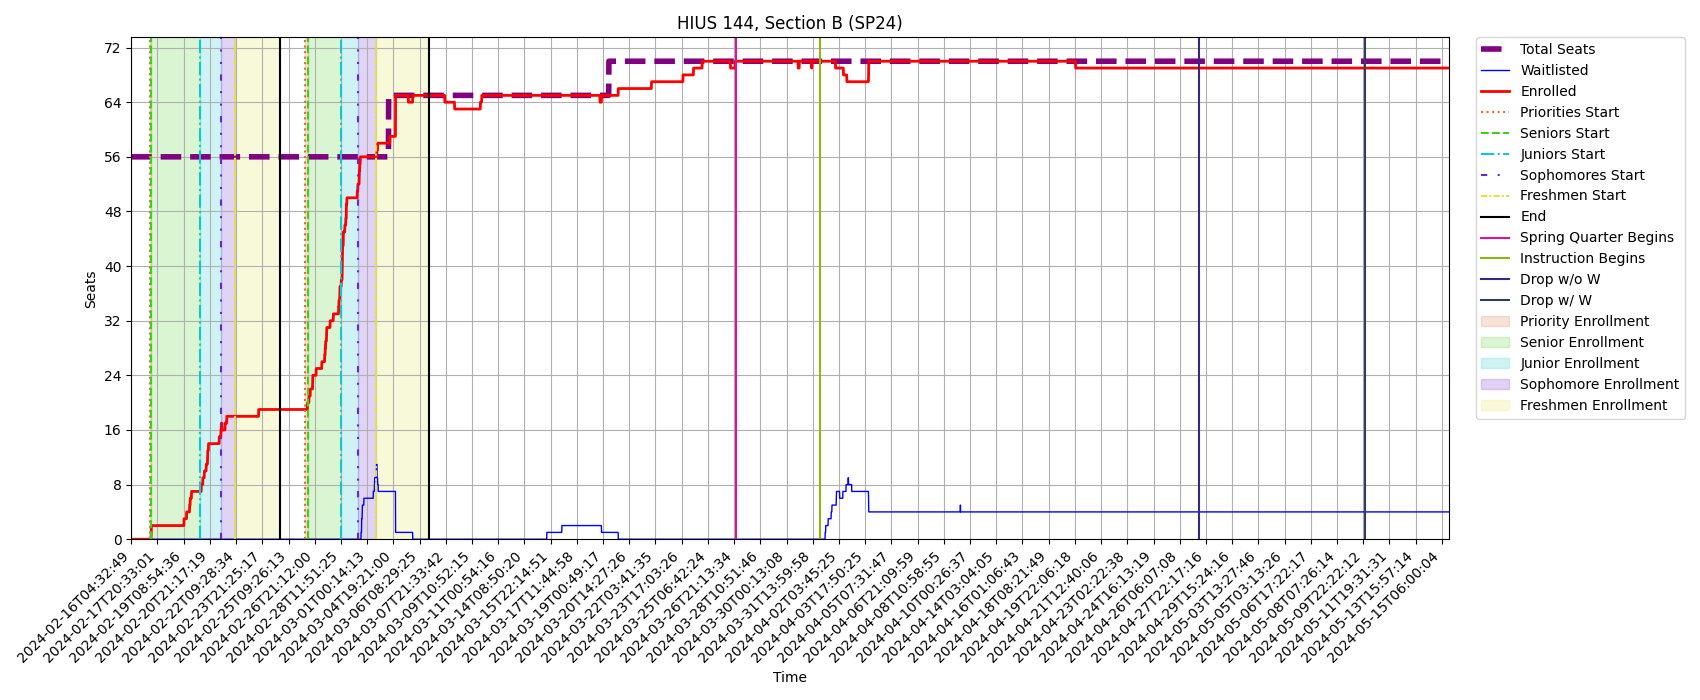 HIUS 144, Section B (SP24)
72
64
56
48
40
32
24
16
8
0
Seats
2024-02-16T04:32:49
2024-02-17T20:33:01
2024-02-19T08:54:36
2024-02-20T21:17:19
2024-02-22T09:28:34
2024-02-23T21:25:17
2024-02-25T09:26:13
2024-02-26T21:12:00
2024-02-28T11:51:25
2024-03-01T00:14:13
2024-03-04T19:21:00
2024-03-06T08:29:25
2024-03-07T21:33:42
2024-03-09T10:52:15
2024-03-11T00:54:16
2024-03-14T08:50:20
2024-03-15T22:14:51
2024-03-17T11:44:58
2024-03-19T00:49:17
2024-03-20T14:27:26
2024-03-22T03:41:35
2024-03-23T17:03:26
2024-03-25T06:42:24
2024-03-26T21:13:34
2024-03-28T10:51:46
2024-03-30T00:13:08
2024-03-31T13:59:58
2024-04-02T03:45:25
2024-04-03T17:50:25
2024-04-05T07:31:47
2024-04-06T21:09:59
2024-04-08T10:58:55
2024-04-10T00:26:37
2024-04-14T03:04:05
2024-04-16T01:06:43
2024-04-18T08:21:49
2024-04-19T22:06:18
2024-04-21T12:40:06
2024-04-23T02:22:38
2024-04-24T16:13:19
2024-04-26T06:07:08
2024-04-27T22:17:16
2024-04-29T15:24:16
2024-05-03T13:27:46
2024-05-05T03:13:26
2024-05-06T17:22:17
2024-05-08T07:26:14
2024-05-09T22:22:12
2024-05-11T19:31:31
2024-05-13T15:57:14
2024-05-15T06:00:04
Time
Total Seats
Waitlisted
Enrolled
Priorities Start
Seniors Start
Juniors Start
Sophomores Start
Freshmen Start
End
Spring Quarter Begins
Instruction Begins
Drop w/o W
Drop w/ W
Priority Enrollment
Senior Enrollment
Junior Enrollment
Sophomore Enrollment
Freshmen Enrollment